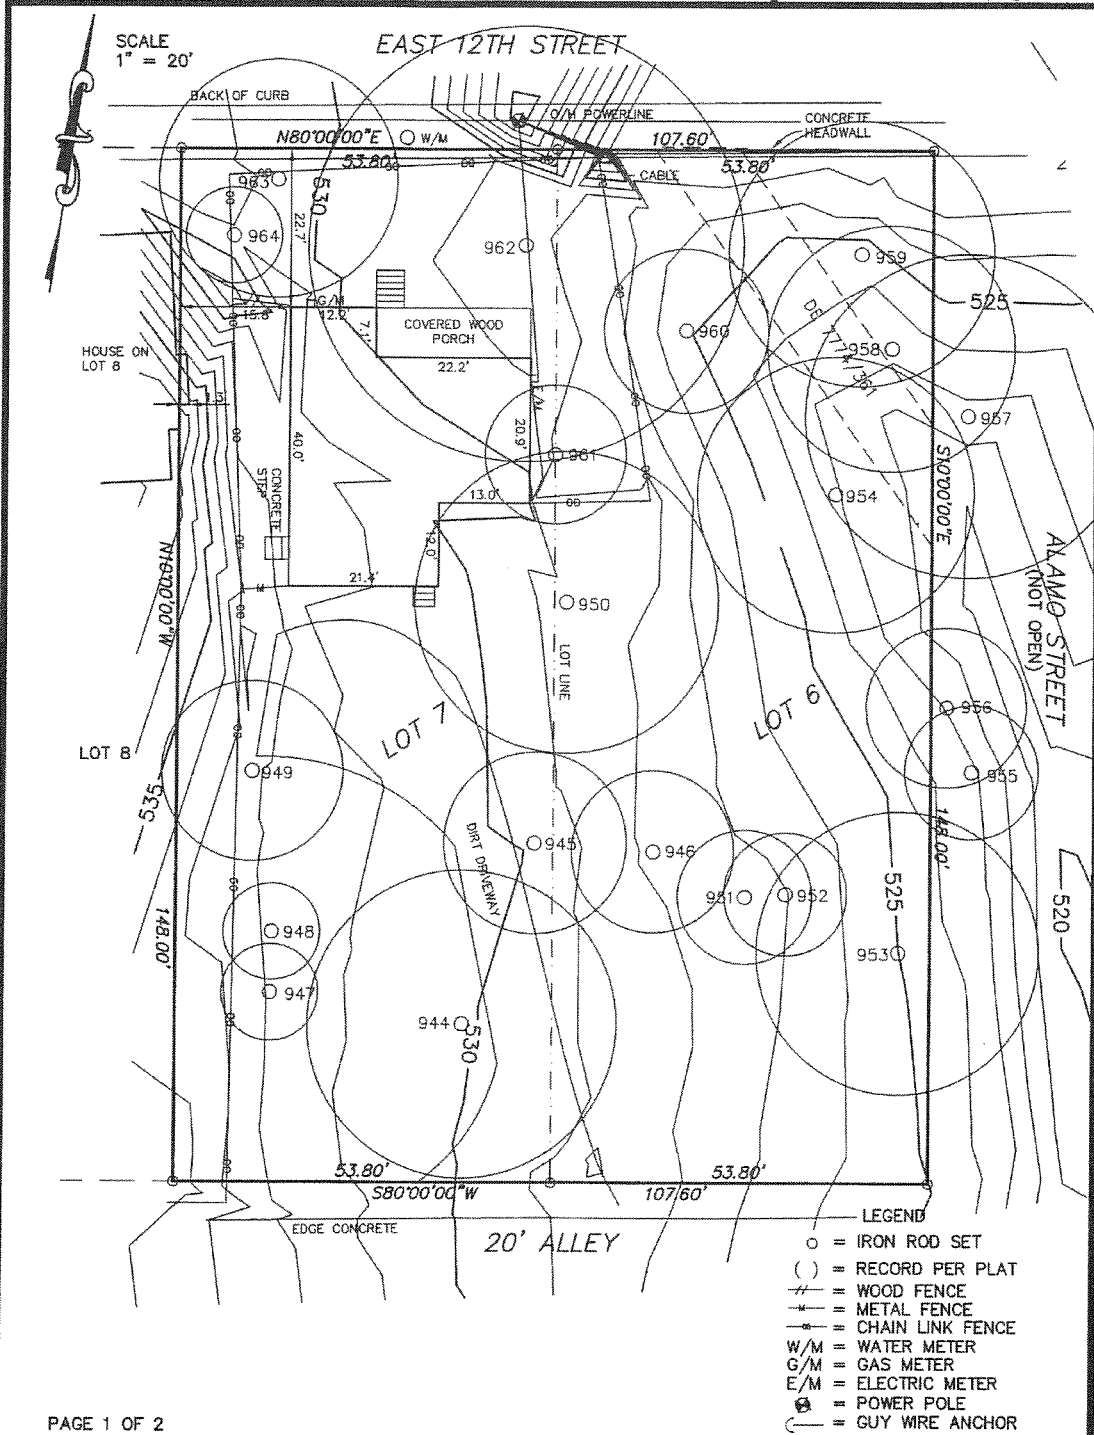 SCALE
1" = 20'
EAST 12TH STREET
BACK OF CURB
O/H POWERLINE
CONCRETE
HEADWALL
N80°00'00"E
W/M
107.60'
53.80'
53.80'
CABLE
963
530
964
22.7'
962
959
525
G/M
15.8'
12.2'
7.1'
COVERED WOOD
PORCH
22.2'
960
958
HOUSE ON
LOT 8
957
E/M
20.9'
40.0'
961
S10°00'00"E
CONCRETE
STEP
13.0'
954
12.0'
21.4'
N10°00'00"W
ALAMO STREET
(NOT OPEN)
950
LOT LINE
LOT 7
LOT 6
956
LOT 8
949
955
535
DIRT DRIVEWAY
945
946
148.00'
951
952
525
520
148.00'
948
953
947
944
530
53.80'
53.80'
S80°00'00"W
107.60'
EDGE CONCRETE
20' ALLEY
LEGEND
= IRON ROD SET
( ) = RECORD PER PLAT
= WOOD FENCE
= METAL FENCE
= CHAIN LINK FENCE
W/M = WATER METER
G/M = GAS METER
E/M = ELECTRIC METER
= POWER POLE
= GUY WIRE ANCHOR
PAGE 1 OF 2